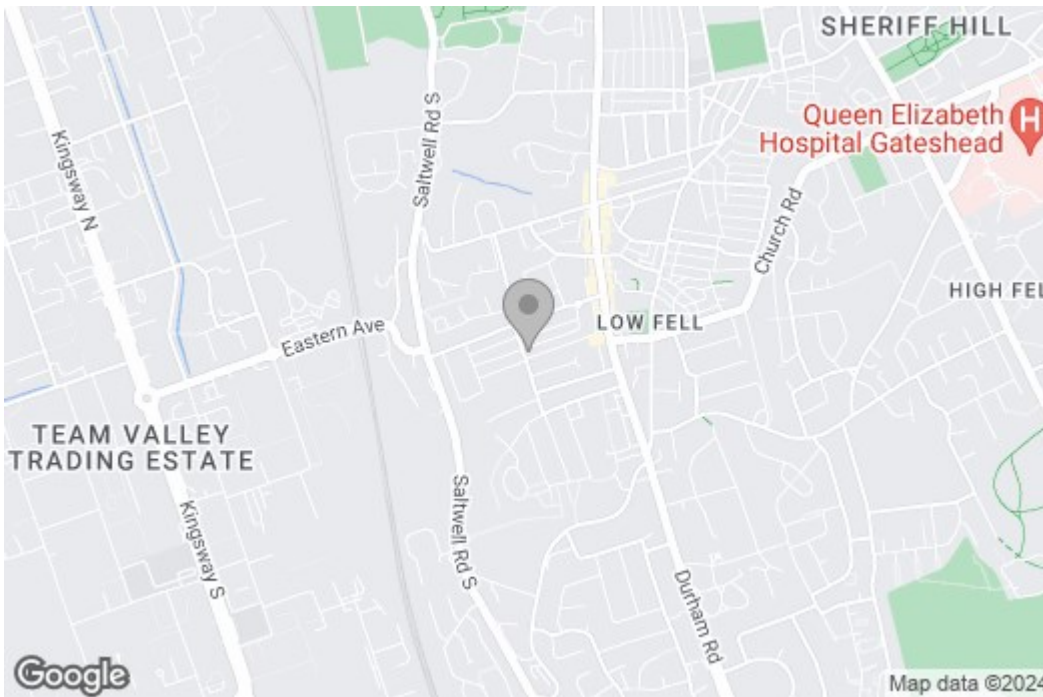 SHERIFF HILL
Queen Elizabeth
Hospital Gateshead
H
Kingsway N
Saltwell Rd S
Church Rd
HIGH FEL
Eastern Ave
LOW FELL
TEAM VALLEY
TRADING ESTATE
Kingsway S
Saltwell Rd S
Durham Rd
Google
Map data ©2024